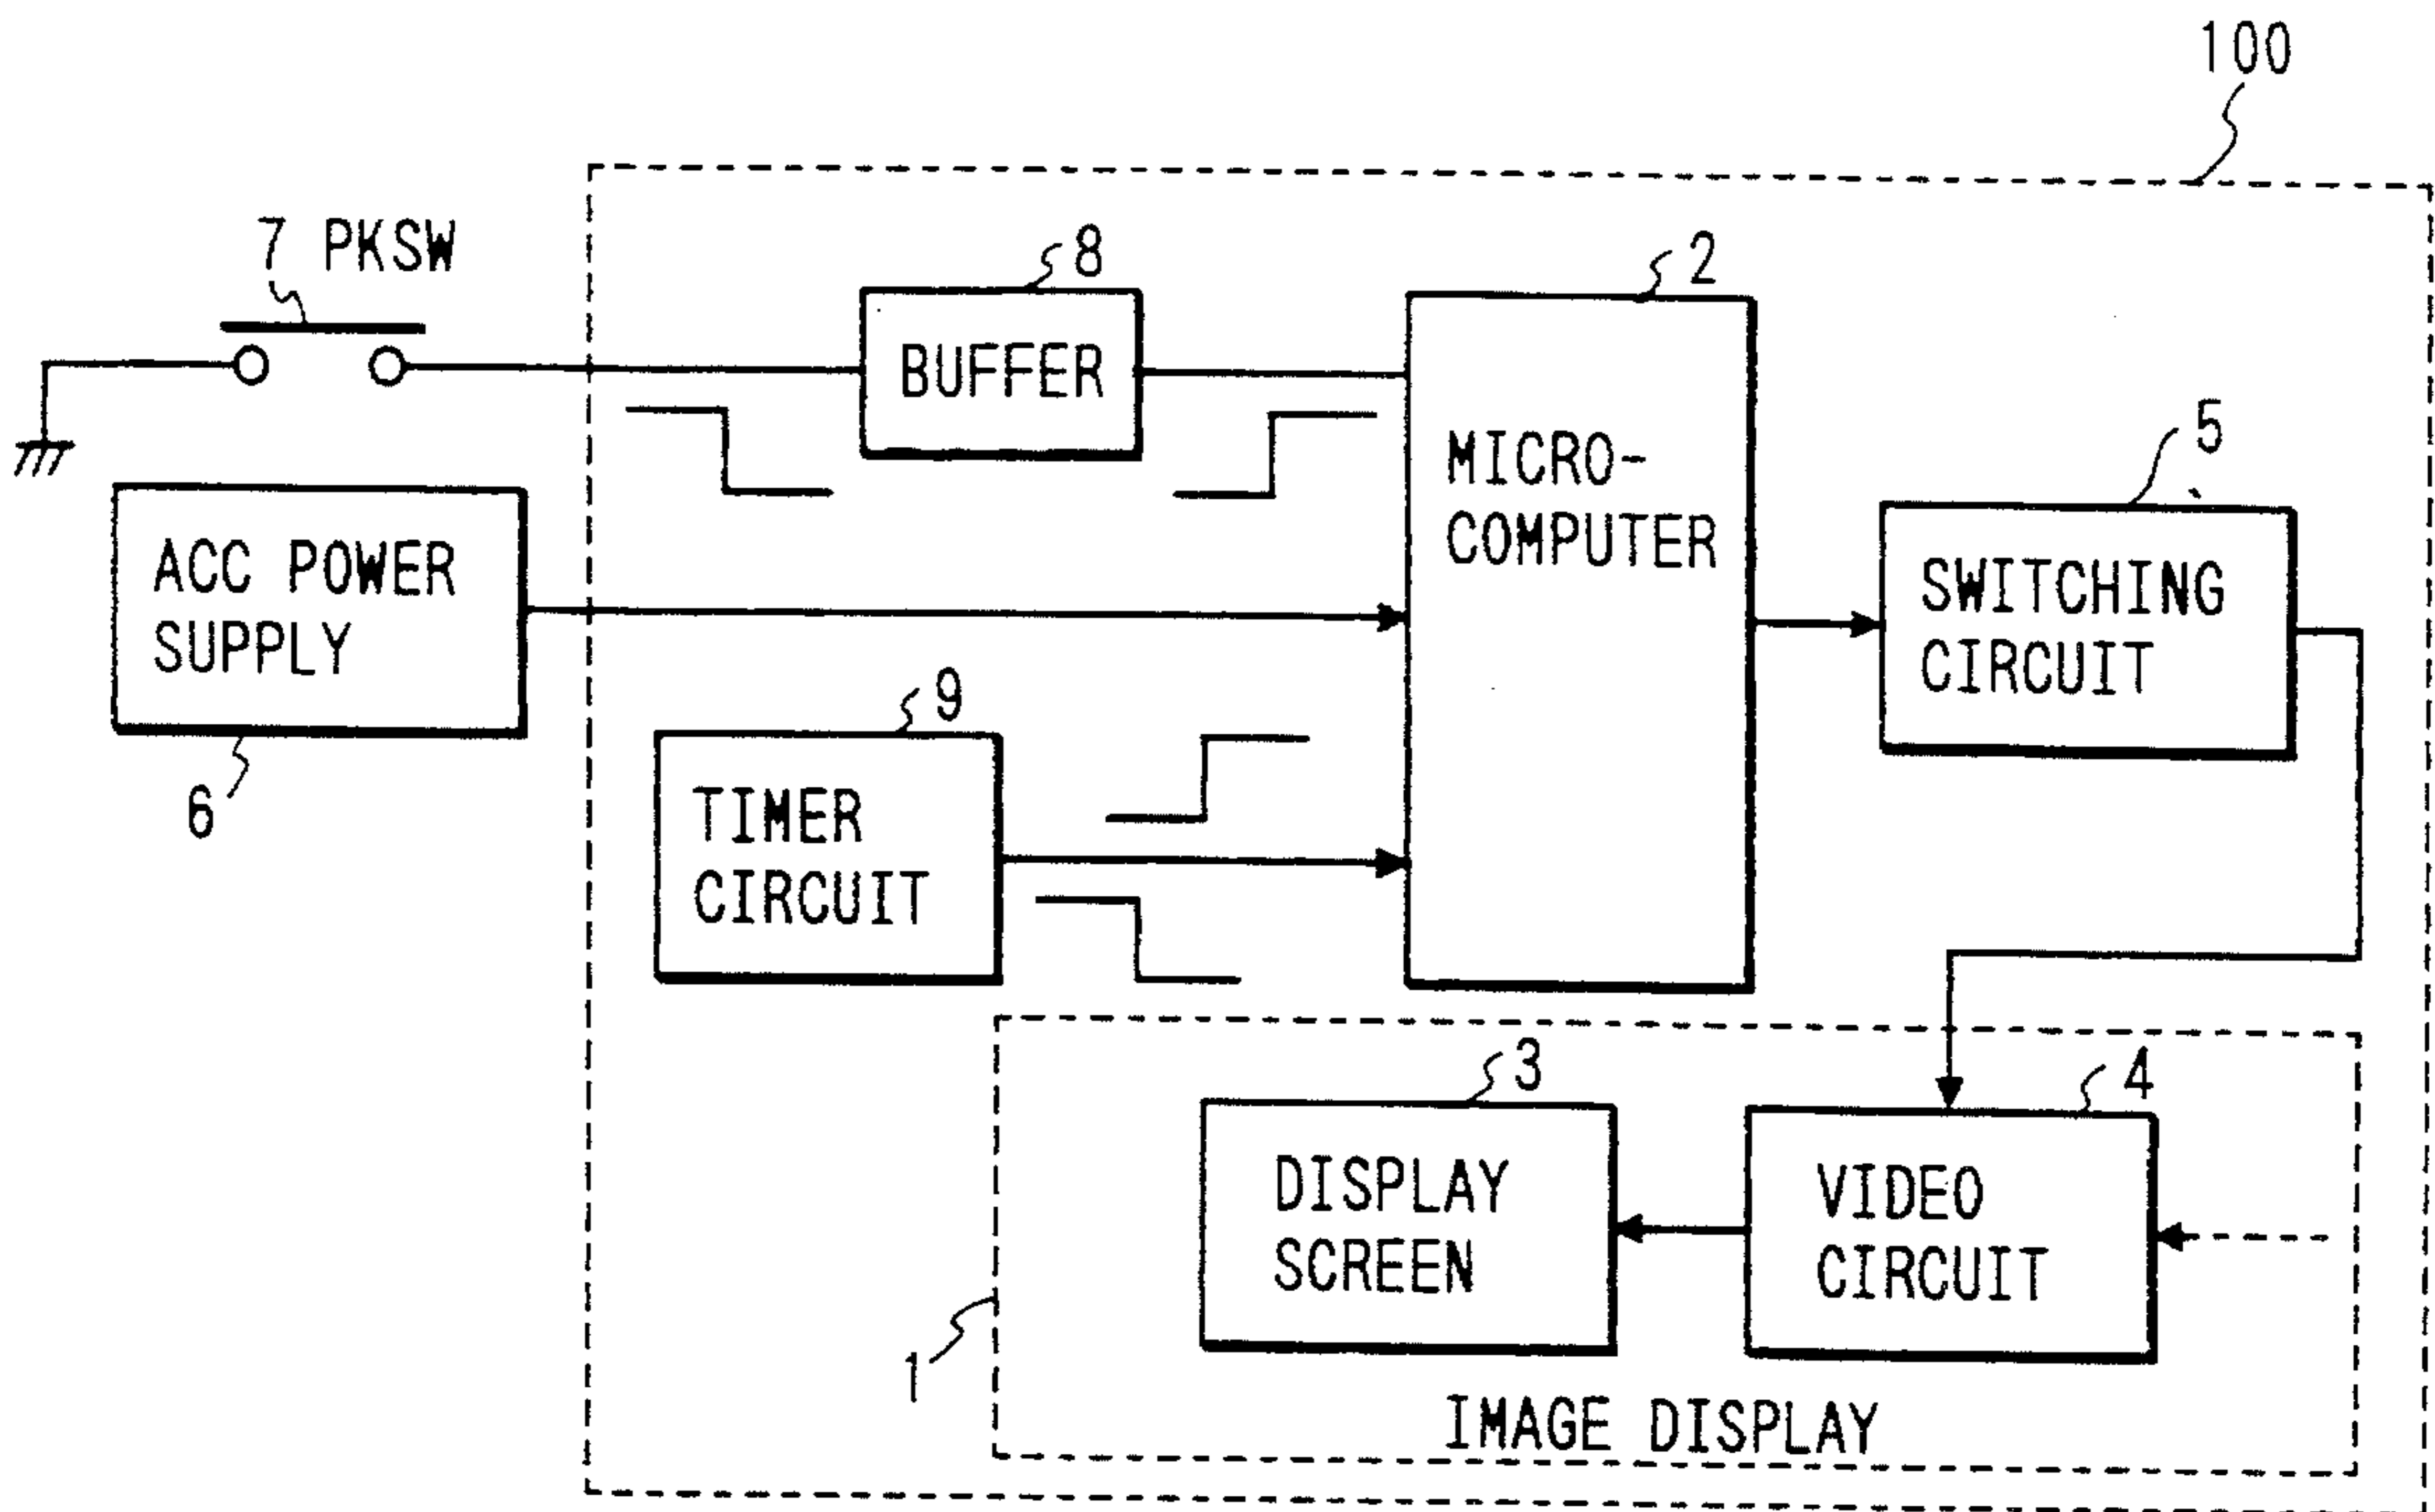 100
7 PKSW
8
2
BUFFER
MICRO-
COMPUTER
5
ACC POWER
SUPPLY
SWITCHING
CIRCUIT
6
9
TIMER
CIRCUIT
3
4
DISPLAY
SCREEN
VIDEO
CIRCUIT
1
IMAGE DISPLAY